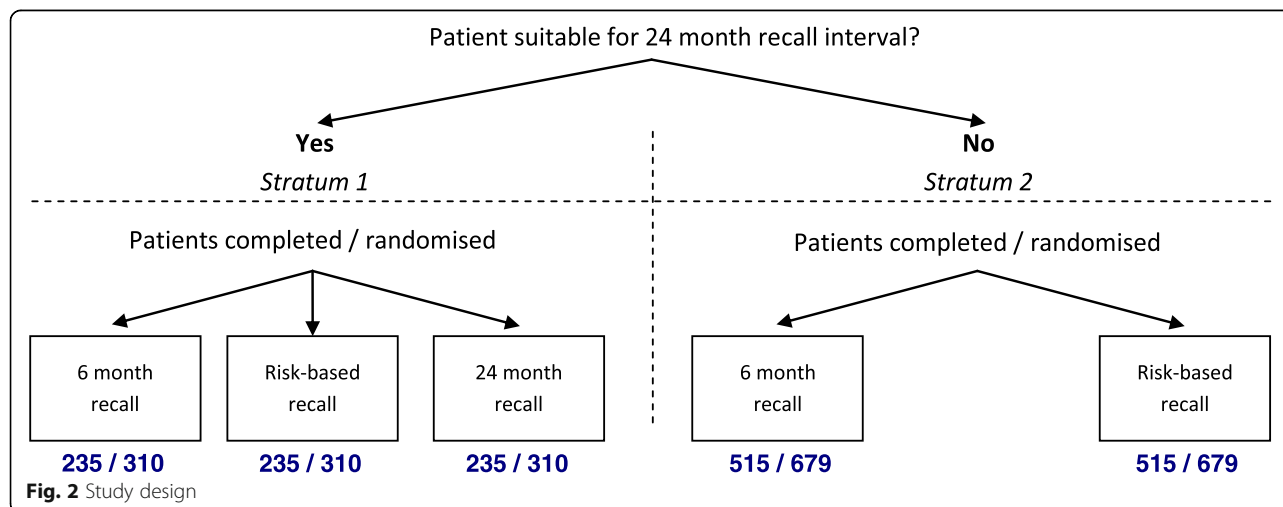 Patient suitable for 24 month recall interval?
Yes
No
Stratum 1
Stratum 2
Patients completed / randomised
Patients completed / randomised
6 month
recall
Risk-based
recall
24 month
recall
6 month
recall
Risk-based
recall
235 / 310
235 / 310
235 / 310
515 / 679
515 / 679
Fig. 2 Study design